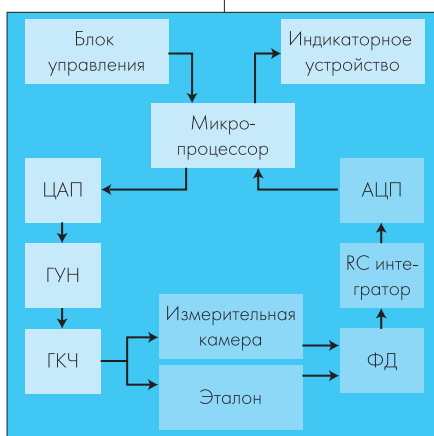 Блок
управления
Индикаторное
устройство
Микро-
процессор
ЦАП
АЦП
ГУН
RC инте-
гратор
Измерительная
камера
ГКЧ
ФД
Эталон